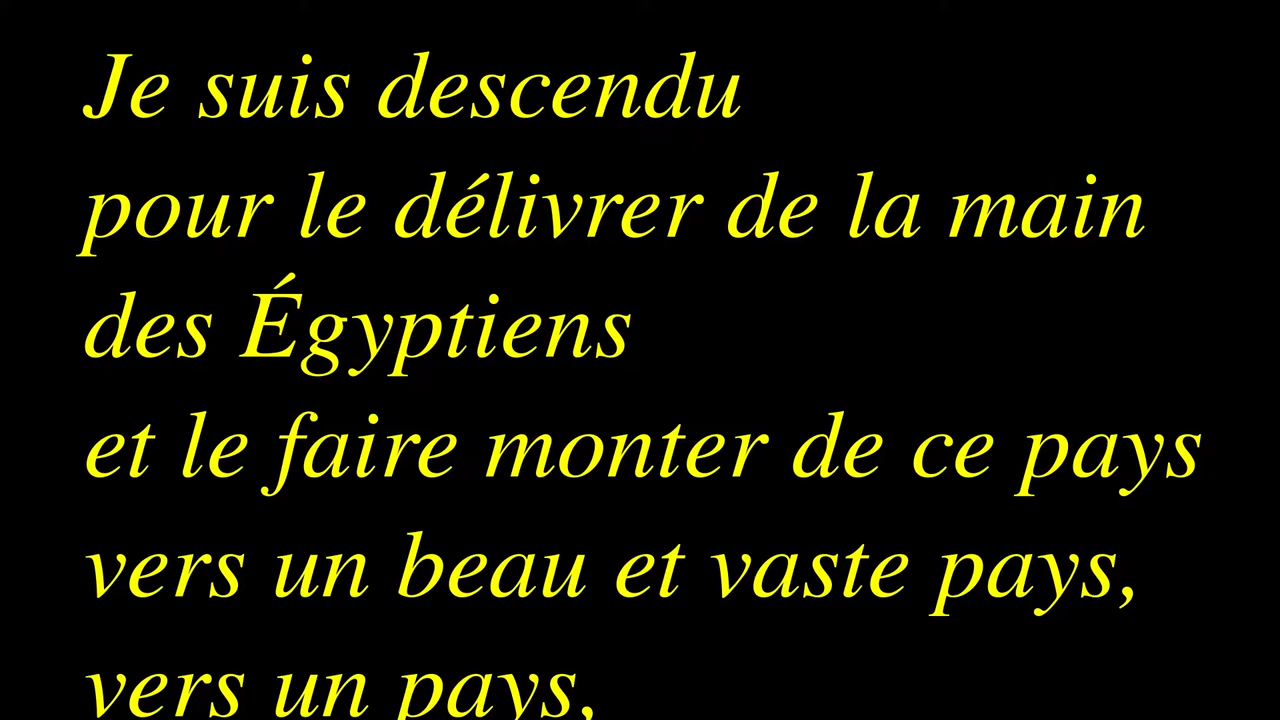 Je suis descendu
pour le délivrer de la main
des Égyptiens
et le faire monter de ce pays
vers un beau et vaste pays,
vers un pays,